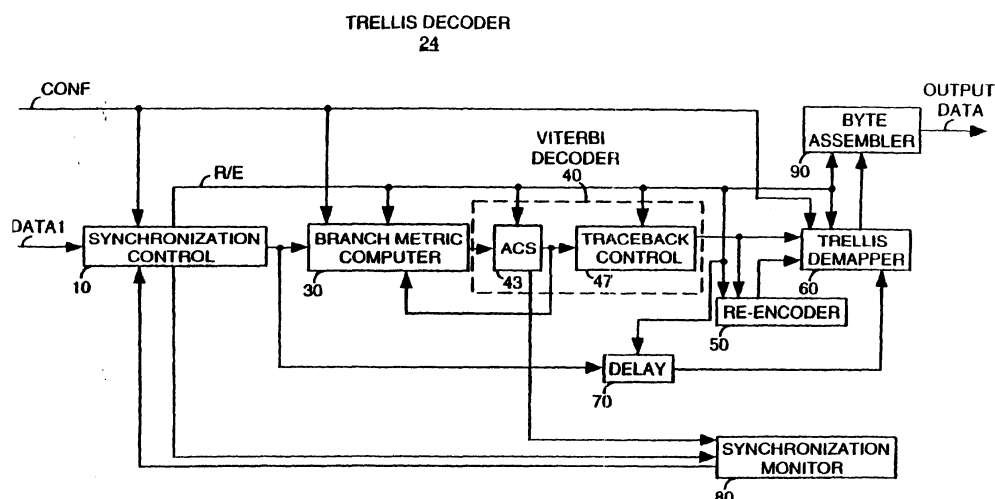 TRELLIS DECODER
24
CONF
OUTPUT
DATA
BYTE
ASSEMBLER
90
VITERBI
DECODER
40
R/E
DATA1
SYNCHRONIZATION
CONTROL
10
BRANCH METRIC
COMPUTER
30
ACS
43
TRACEBACK
CONTROL
47
TRELLIS
DEMAPPER
60
RE-ENCODER
50
DELAY
70
SYNCHRONIZATION
MONITOR
80